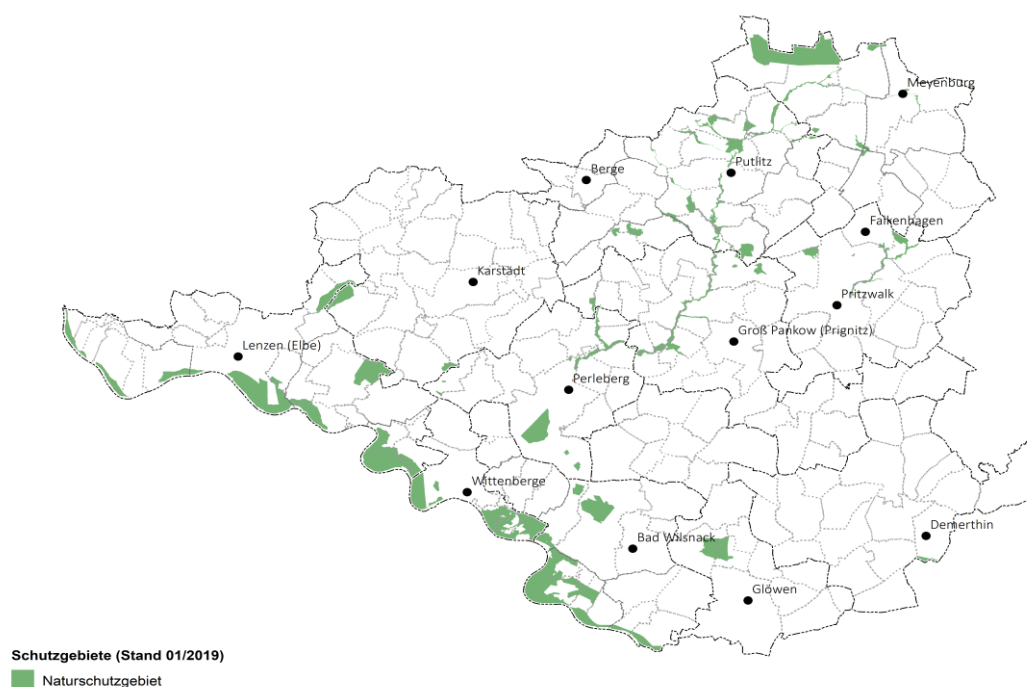 Meyenburg
Berge
Putlitz
Falkenhagen
Karstädt
Pritzwalk
Groß Pankow (Prignitz)
Lenzen (Elbe)
Perleberg
Wittenberge
Demerthin
Bad Wilsnack
Glöwen
Schutzgebiete (Stand 01/2019)
Naturschutzgebiet